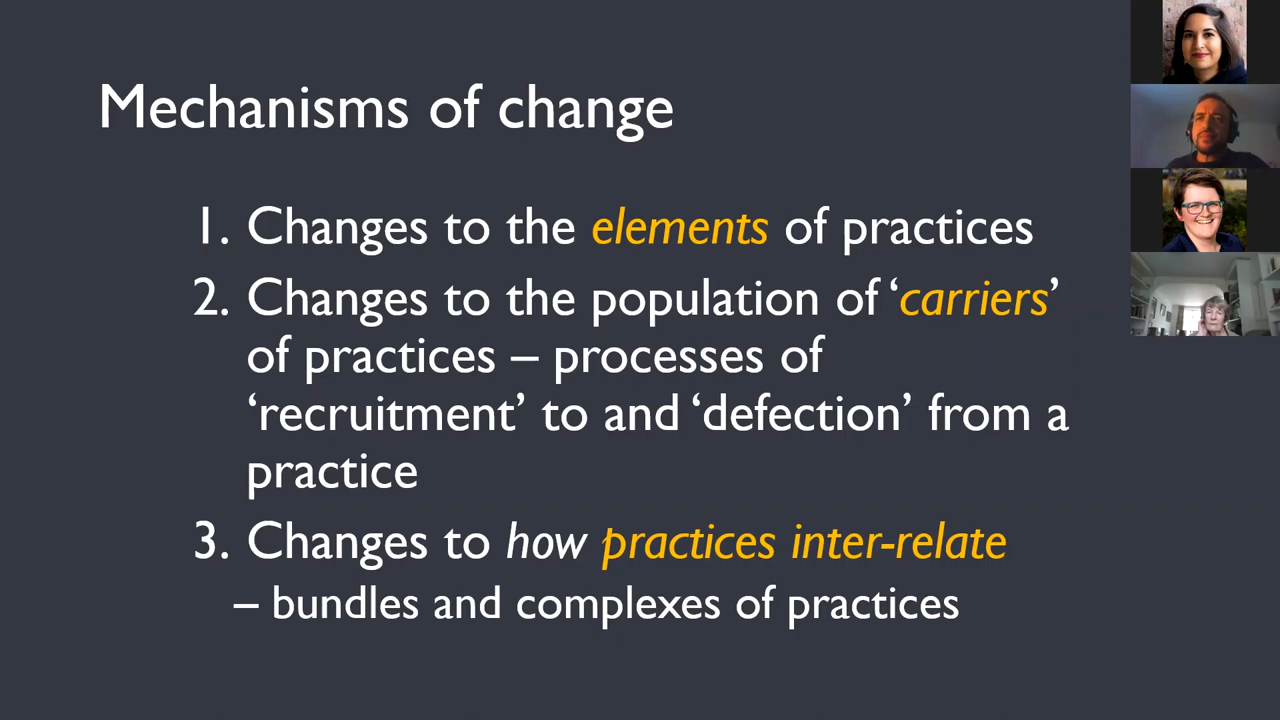 Mechanisms of change
1. Changes to the elements of practices
2. Changes to the population of ‘carriers’
of practices – processes of
‘recruitment’ to and ‘defection’ from a
practice
3. Changes to how practices inter-relate
– bundles and complexes of practices